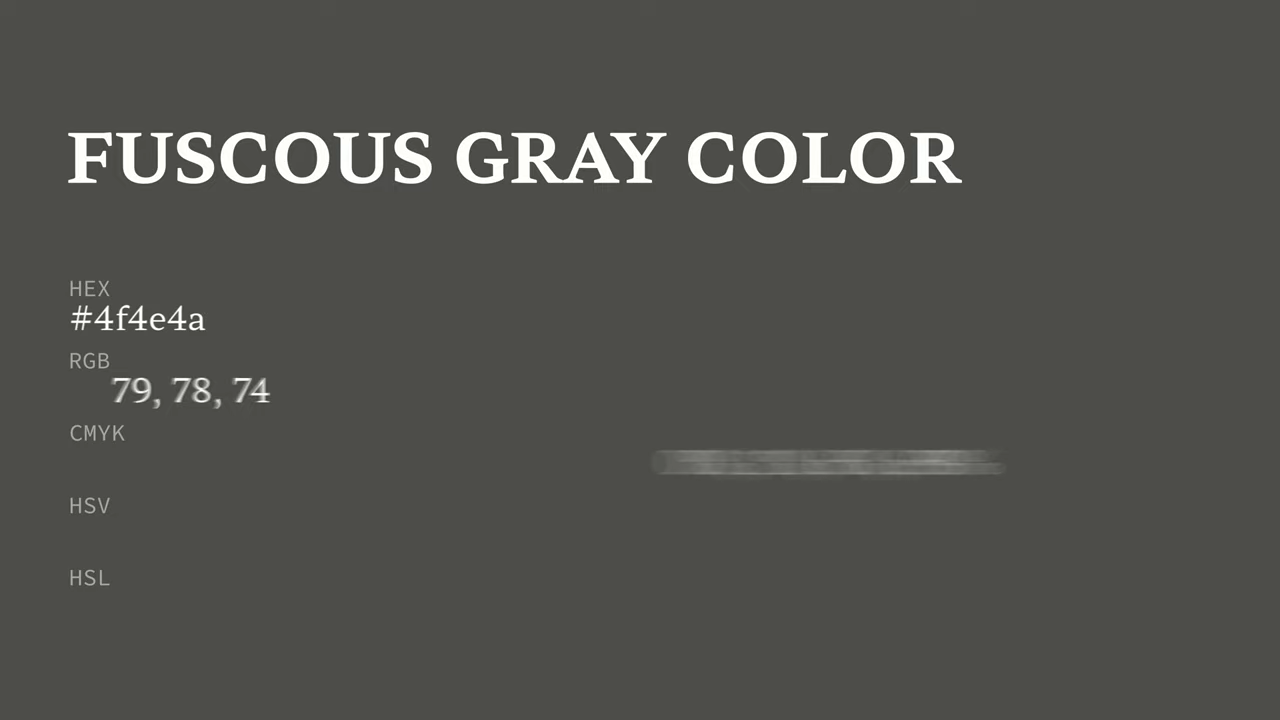 FUSCOUS GRAY COLOR
HEX
#4f4e4a
RGB
79, 78, 74
CMYK
HSV
HSL